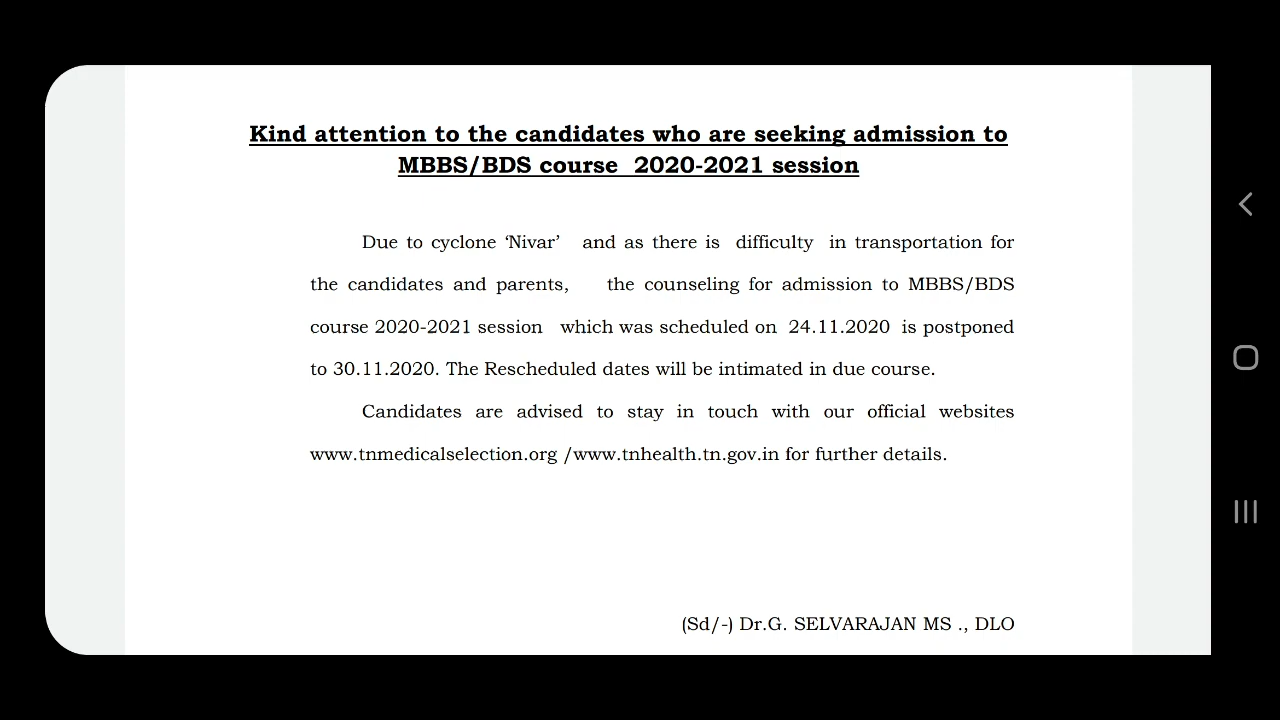 Kind attention to the candidates who are seeking admission to
MBBS/BDS course 2020-2021 session
Due to cyclone ‘Nivar’ and as there is difficulty in transportation for
the candidates and parents, the counseling for admission to MBBS/BDS
course 2020-2021 session which was scheduled on 24.11.2020 is postponed
to 30.11.2020. The Rescheduled dates will be intimated in due course.
Candidates are advised to stay in touch with our official websites
www.tnmedicalselection.org /www.tnhealth.tn.gov.in for further details.
(Sd/-) Dr.G. SELVARAJAN MS ., DLO